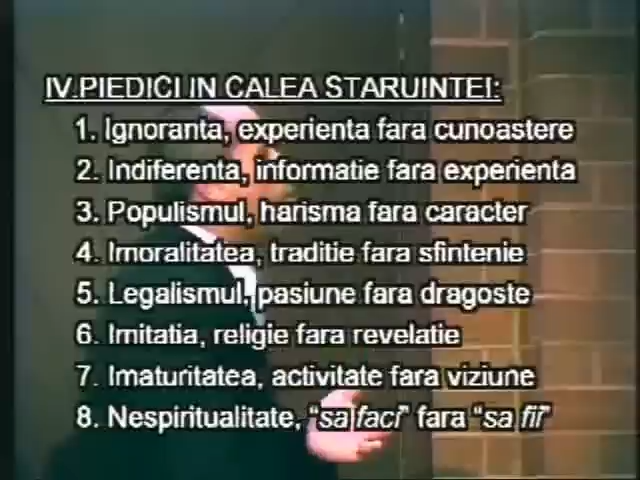 IV.PIEDICI IN CALEA STARUINTEI:
1. Ignoranta, experienta fara cunoastere
2. Indiferenta, informatie fara experienta
3. Populismul, harisma fara caracter
4. Imoralitatea, traditie fara sfintenie
5. Legalismul, pasiune fara dragoste
6. Imitatia, religie fara revelatie
7. Imaturitatea, activitate fara viziune
8. Nespiritualitate, “sa faci” fara “sa fii”